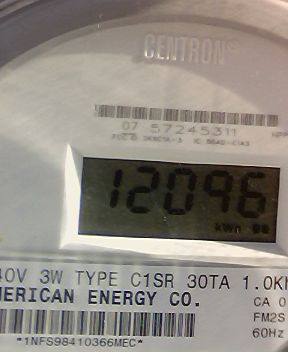 CENTRON®
07 57245311
12096
kWh
40V 3W TYPE C1SR 30TA 1.0K
MERICAN ENERGY CO.
CA 0
FM2S
60Hz
*1NFS98410366MEC*